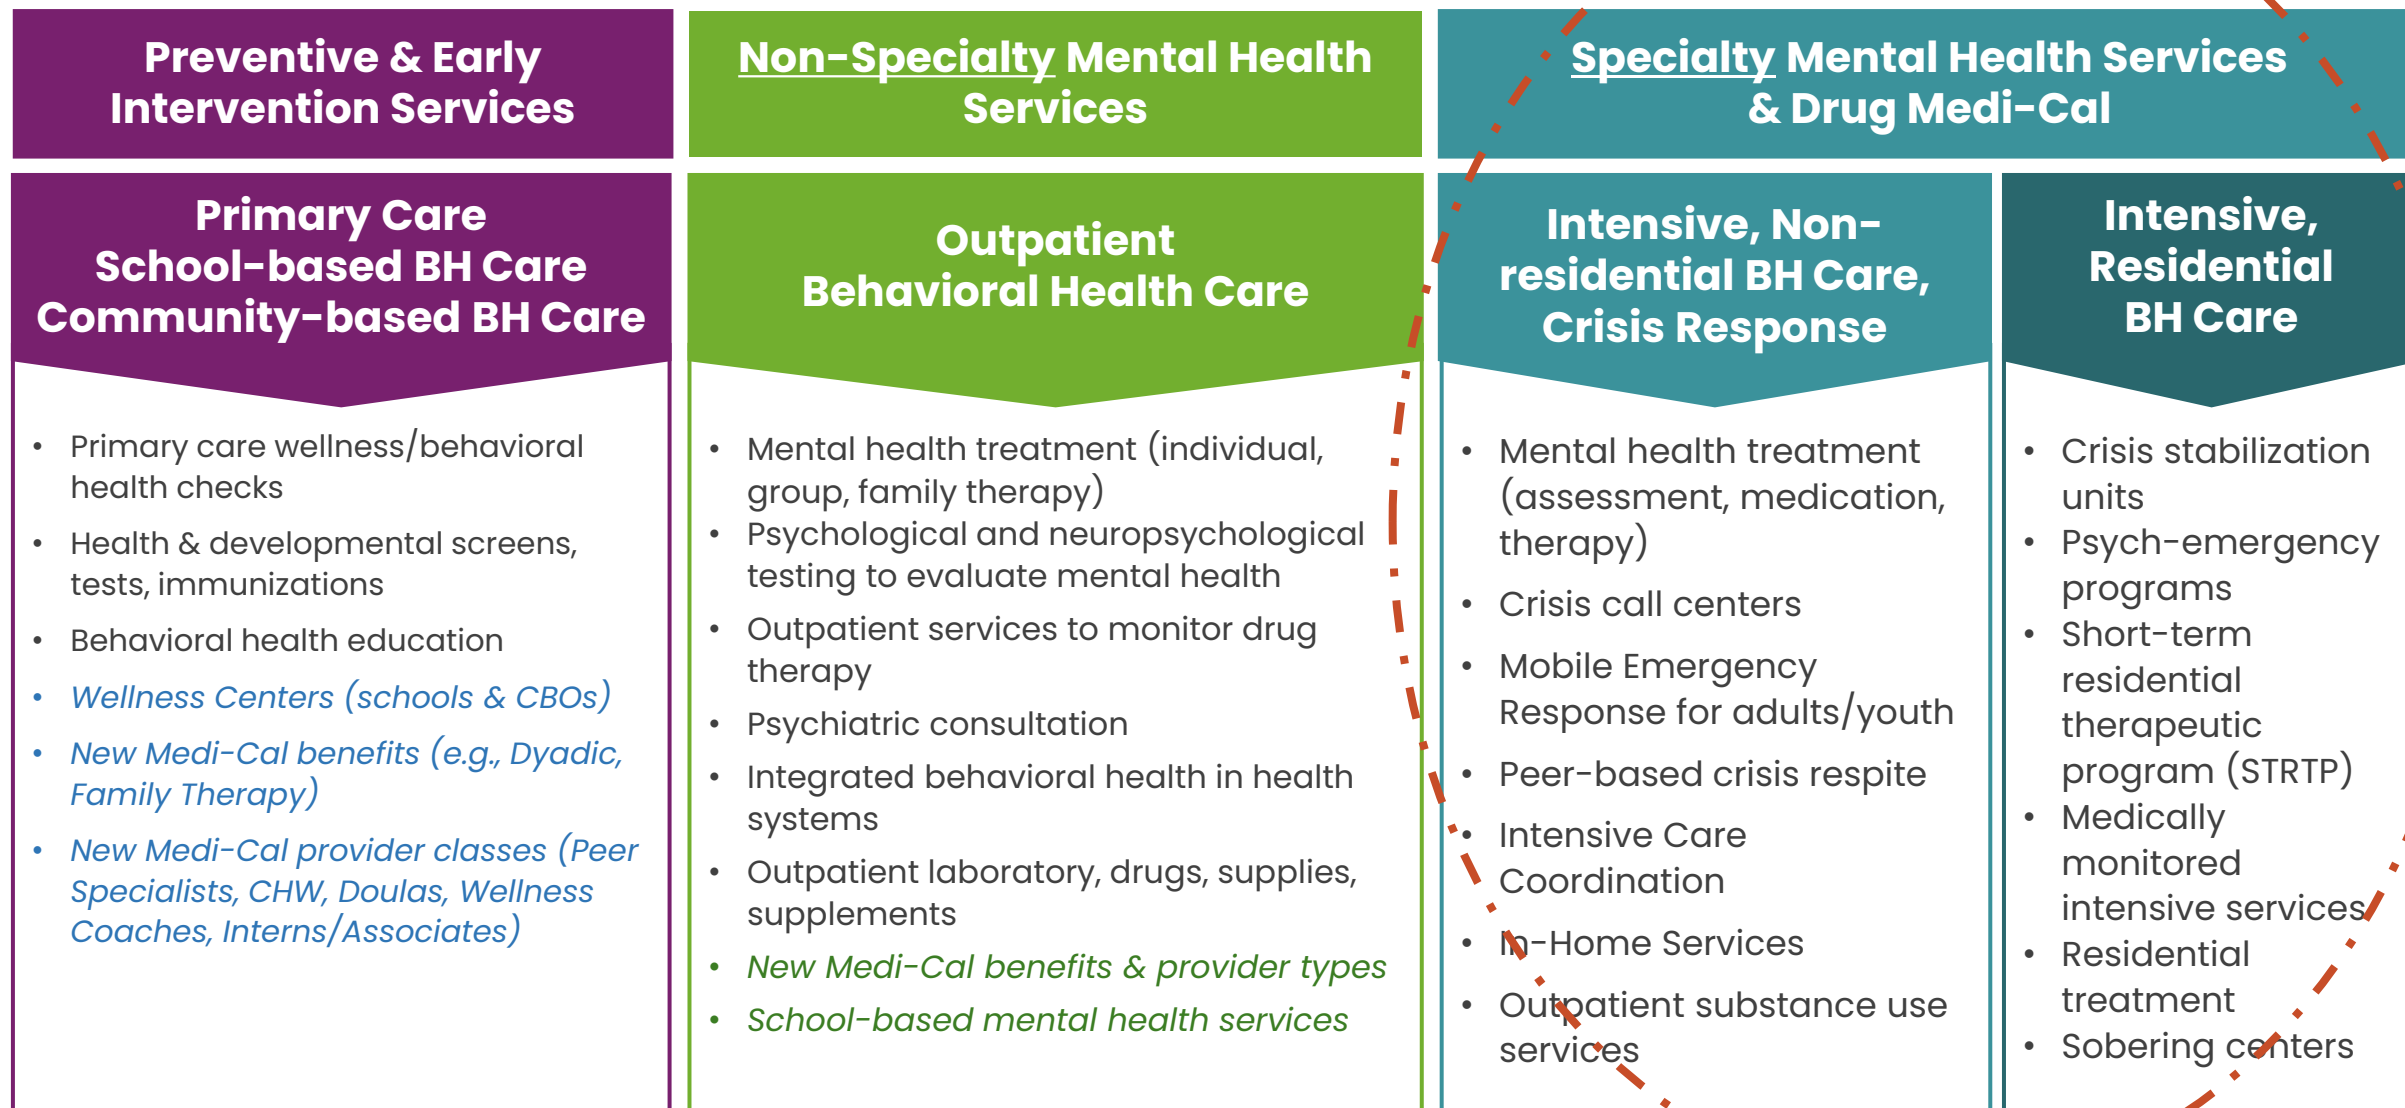 Preventive & Early
Intervention Services
Non-Specialty Mental Health
Services
Specialty Mental Health Services
& Drug Medi-Cal
Primary Care
School-based BH Care
Community-based BH Care
• Primary care wellness/behavioral
health checks
• Health & developmental screens,
tests, immunizations
• Behavioral health education
• Wellness Centers (schools & CBOs)
• New Medi-Cal benefits (e.g., Dyadic,
Family Therapy)
• New Medi-Cal provider classes (Peer
Specialists, CHW, Doulas, Wellness
Coaches, Interns/Associates)
Outpatient
Behavioral Health Care
• Mental health treatment (individual,
group, family therapy)
• Psychological and neuropsychological
testing to evaluate mental health
• Outpatient services to monitor drug
therapy
• Psychiatric consultation
• Integrated behavioral health in health
systems
• Outpatient laboratory, drugs, supplies,
supplements
• New Medi-Cal benefits & provider types
• School-based mental health services
Intensive, Non-
residential BH Care,
Crisis Response
• Mental health treatment
(assessment, medication,
therapy)
• Crisis call centers
• Mobile Emergency
Response for adults/youth
• Peer-based crisis respite
• Intensive Care
Coordination
• In-Home Services
• Outpatient substance use
services
Intensive,
Residential
BH Care
• Crisis stabilization
units
• Psych-emergency
programs
• Short-term
residential
therapeutic
program (STRTP)
• Medically
monitored
intensive services
• Residential
treatment
• Sobering centers